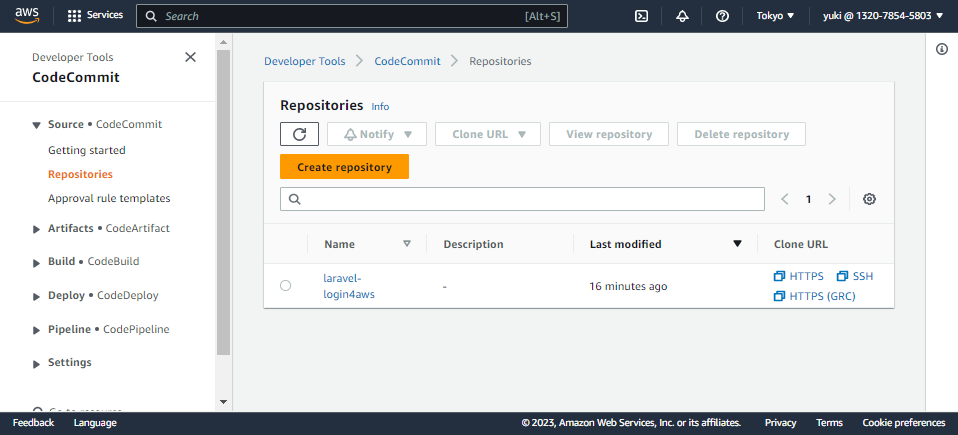 aws
Services
Search [Alt+S]
Tokyo
yuki @ 1320-7854-5803
Developer Tools
CodeCommit
Source • CodeCommit
Getting started
Repositories
Approval rule templates
Artifacts • CodeArtifact
Build • CodeBuild
Deploy • CodeDeploy
Pipeline • CodePipeline
Settings
Go to resource
Developer Tools > CodeCommit > Repositories
Repositories Info
Notify
Clone URL
View repository
Delete repository
Create repository
1
Name Description Last modified Clone URL
laravel-
login4aws
-
16 minutes ago
HTTPS SSH
HTTPS (GRC)
Feedback Language © 2023, Amazon Web Services, Inc. or its affiliates. Privacy Terms Cookie preferences